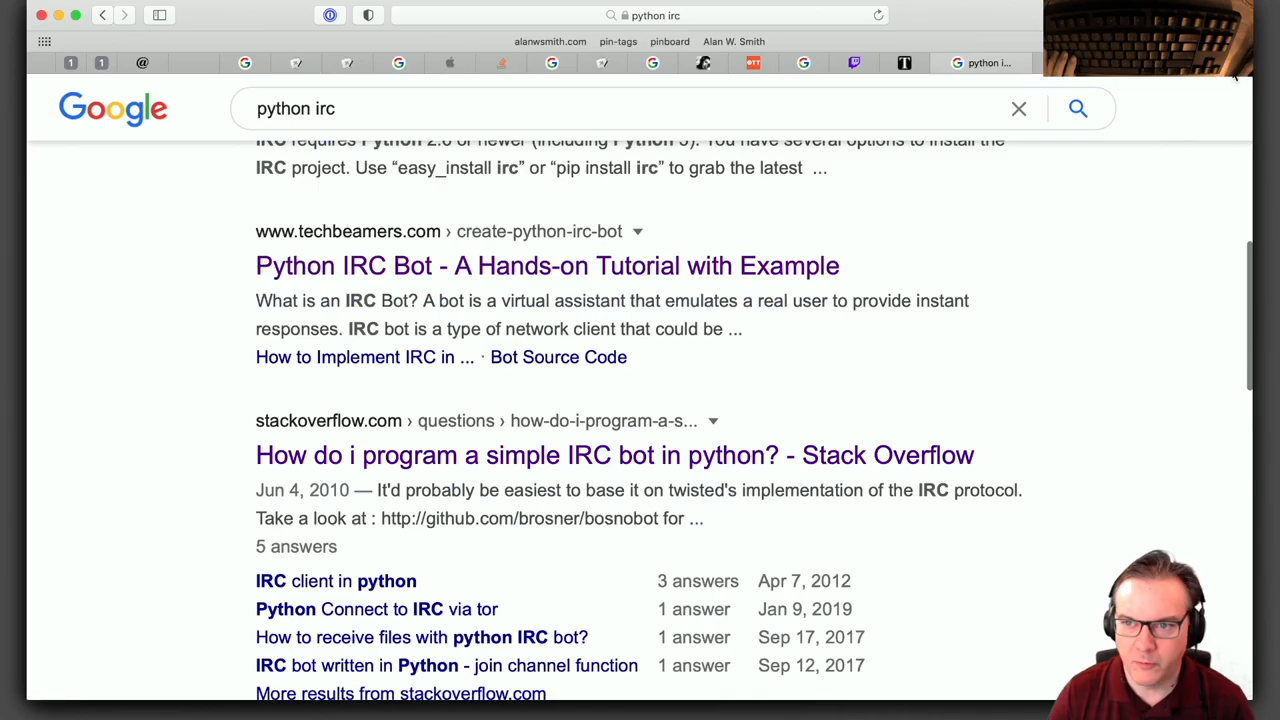 python irc
alanwsmith.com pin-tags pinboard Alan W. Smith
1 1 @ python i...
Google python irc
IRC requires Python 2.6 or newer (including Python 3). You have several options to install the
IRC project. Use “easy_install irc” or “pip install irc” to grab the latest ...
www.techbeamers.com › create-python-irc-bot
Python IRC Bot - A Hands-on Tutorial with Example
What is an IRC Bot? A bot is a virtual assistant that emulates a real user to provide instant
responses. IRC bot is a type of network client that could be ...
How to Implement IRC in ... · Bot Source Code
stackoverflow.com › questions › how-do-i-program-a-s...
How do i program a simple IRC bot in python? - Stack Overflow
Jun 4, 2010 — It'd probably be easiest to base it on twisted's implementation of the IRC protocol.
Take a look at : http://github.com/brosner/bosnobot for ...
5 answers
IRC client in python 3 answers Apr 7, 2012
Python Connect to IRC via tor 1 answer Jan 9, 2019
How to receive files with python IRC bot? 1 answer Sep 17, 2017
IRC bot written in Python - join channel function 1 answer Sep 12, 2017
More results from stackoverflow.com